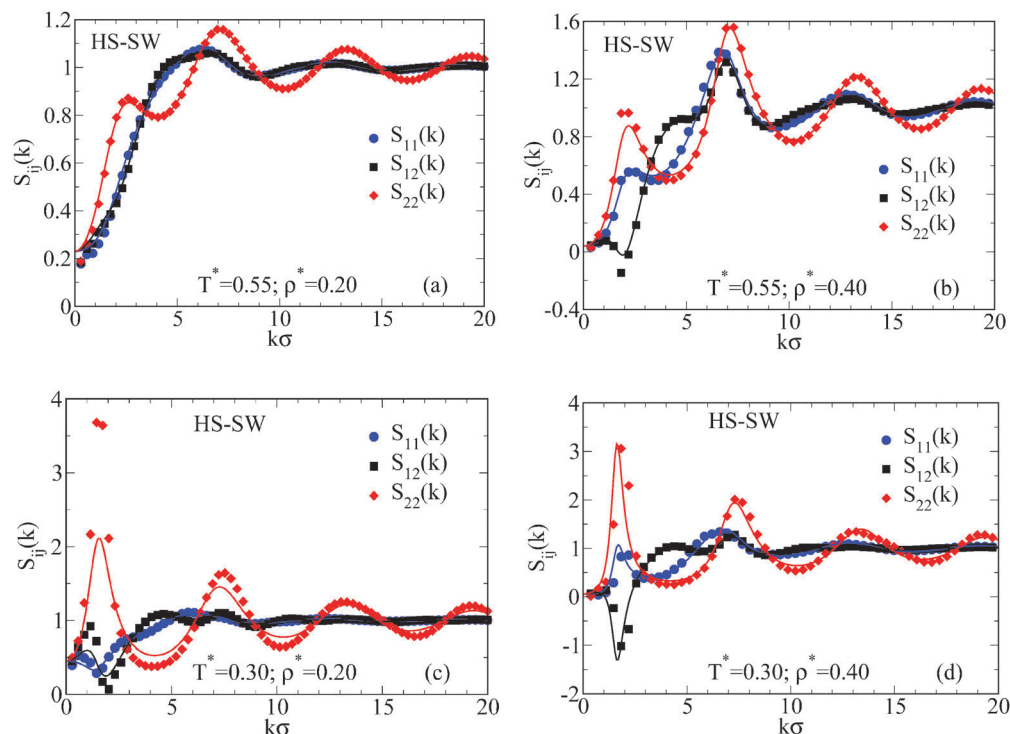 1.2
HS-SW
1
0.8
S11(k)
S12(k)
S22(k)
Sij(k)
0.6
0.4
T*=0.55; ρ*=0.20
(a)
0.2
0 5 10 15 20
kσ
1.6
HS-SW
1.2
0.8
S11(k)
S12(k)
S22(k)
Sij(k)
0.4
0
T*=0.55; ρ*=0.40
(b)
-0.4
0 5 10 15 20
kσ
4
HS-SW
S11(k)
S12(k)
S22(k)
3
Sij(k)
2
1
T*=0.30; ρ*=0.20
(c)
0
0 5 10 15 20
kσ
4
HS-SW
S11(k)
S12(k)
S22(k)
3
2
Sij(k)
1
0
-1
T*=0.30; ρ*=0.40
(d)
-2
0 5 10 15 20
kσ